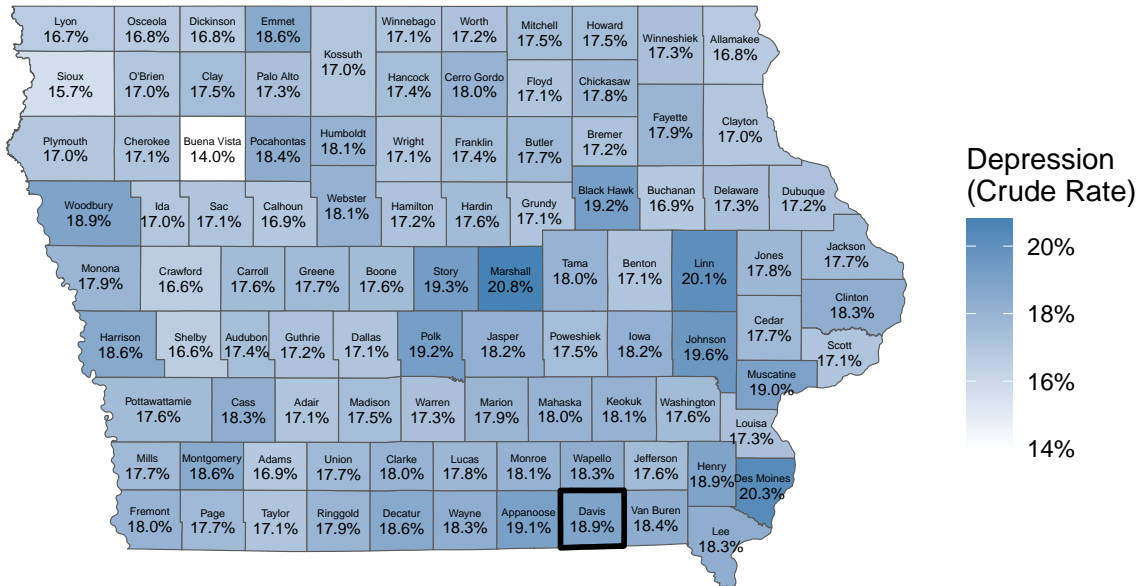 Lyon
16.7%
Osceola
16.8%
Dickinson
16.8%
Emmet
18.6%
Kossuth
17.0%
Winnebago
17.1%
Worth
17.2%
Mitchell
17.5%
Howard
17.5%
Winneshiek
17.3%
Allamakee
16.8%
Sioux
15.7%
O'Brien
17.0%
Clay
17.5%
Palo Alto
17.3%
Hancock
17.4%
Cerro Gordo
18.0%
Floyd
17.1%
Chickasaw
17.8%
Fayette
17.9%
Clayton
17.0%
Plymouth
17.0%
Cherokee
17.1%
Buena Vista
14.0%
Pocahontas
18.4%
Humboldt
18.1%
Wright
17.1%
Franklin
17.4%
Butler
17.7%
Bremer
17.2%
Woodbury
18.9%
Ida
17.0%
Sac
17.1%
Calhoun
16.9%
Webster
18.1%
Hamilton
17.2%
Hardin
17.6%
Grundy
17.1%
Black Hawk
19.2%
Buchanan
16.9%
Delaware
17.3%
Dubuque
17.2%
Monona
17.9%
Crawford
16.6%
Carroll
17.6%
Greene
17.7%
Boone
17.6%
Story
19.3%
Marshall
20.8%
Tama
18.0%
Benton
17.1%
Linn
20.1%
Jones
17.8%
Jackson
17.7%
Clinton
18.3%
Harrison
18.6%
Shelby
16.6%
Audubon
17.4%
Guthrie
17.2%
Dallas
17.1%
Polk
19.2%
Jasper
18.2%
Poweshiek
17.5%
Iowa
18.2%
Johnson
19.6%
Cedar
17.7%
Scott
17.1%
Muscatine
19.0%
Pottawattamie
17.6%
Cass
18.3%
Adair
17.1%
Madison
17.5%
Warren
17.3%
Marion
17.9%
Mahaska
18.0%
Keokuk
18.1%
Washington
17.6%
Louisa
17.3%
Mills
17.7%
Montgomery
18.6%
Adams
16.9%
Union
17.7%
Clarke
18.0%
Lucas
17.8%
Monroe
18.1%
Wapello
18.3%
Jefferson
17.6%
Henry
18.9%
Des Moines
20.3%
Fremont
18.0%
Page
17.7%
Taylor
17.1%
Ringgold
17.9%
Decatur
18.6%
Wayne
18.3%
Appanoose
19.1%
Davis
18.9%
Van Buren
18.4%
Lee
18.3%
Depression
(Crude Rate)
20%
18%
16%
14%